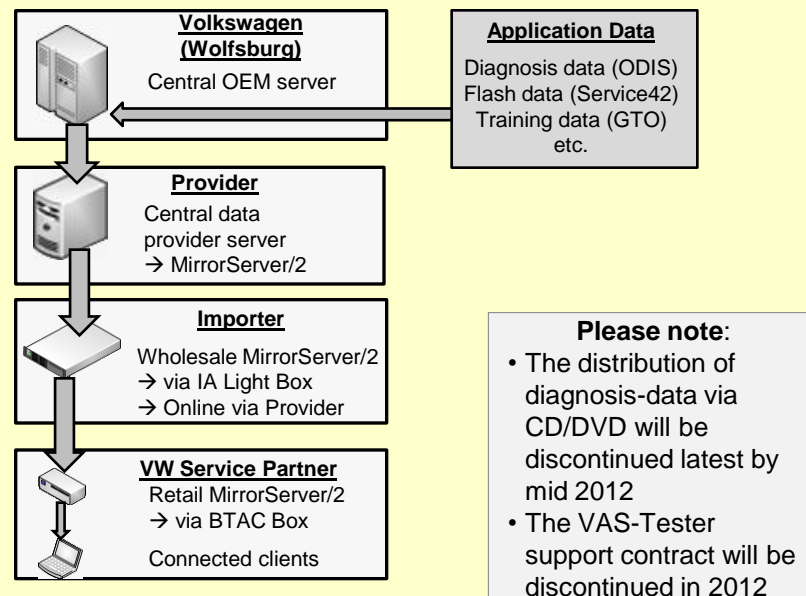 Volkswagen
(Wolfsburg)
Central OEM server
Application Data
Diagnosis data (ODIS)
Flash data (Service42)
Training data (GTO)
etc.
Provider
Central data
provider server
→ MirrorServer/2
Importer
Wholesale MirrorServer/2
→ via IA Light Box
→ Online via Provider
VW Service Partner
Retail MirrorServer/2
→ via BTAC Box
Connected clients
Please note:
• The distribution of
diagnosis-data via
CD/DVD will be
discontinued latest by
mid 2012
• The VAS-Tester
support contract will be
discontinued in 2012